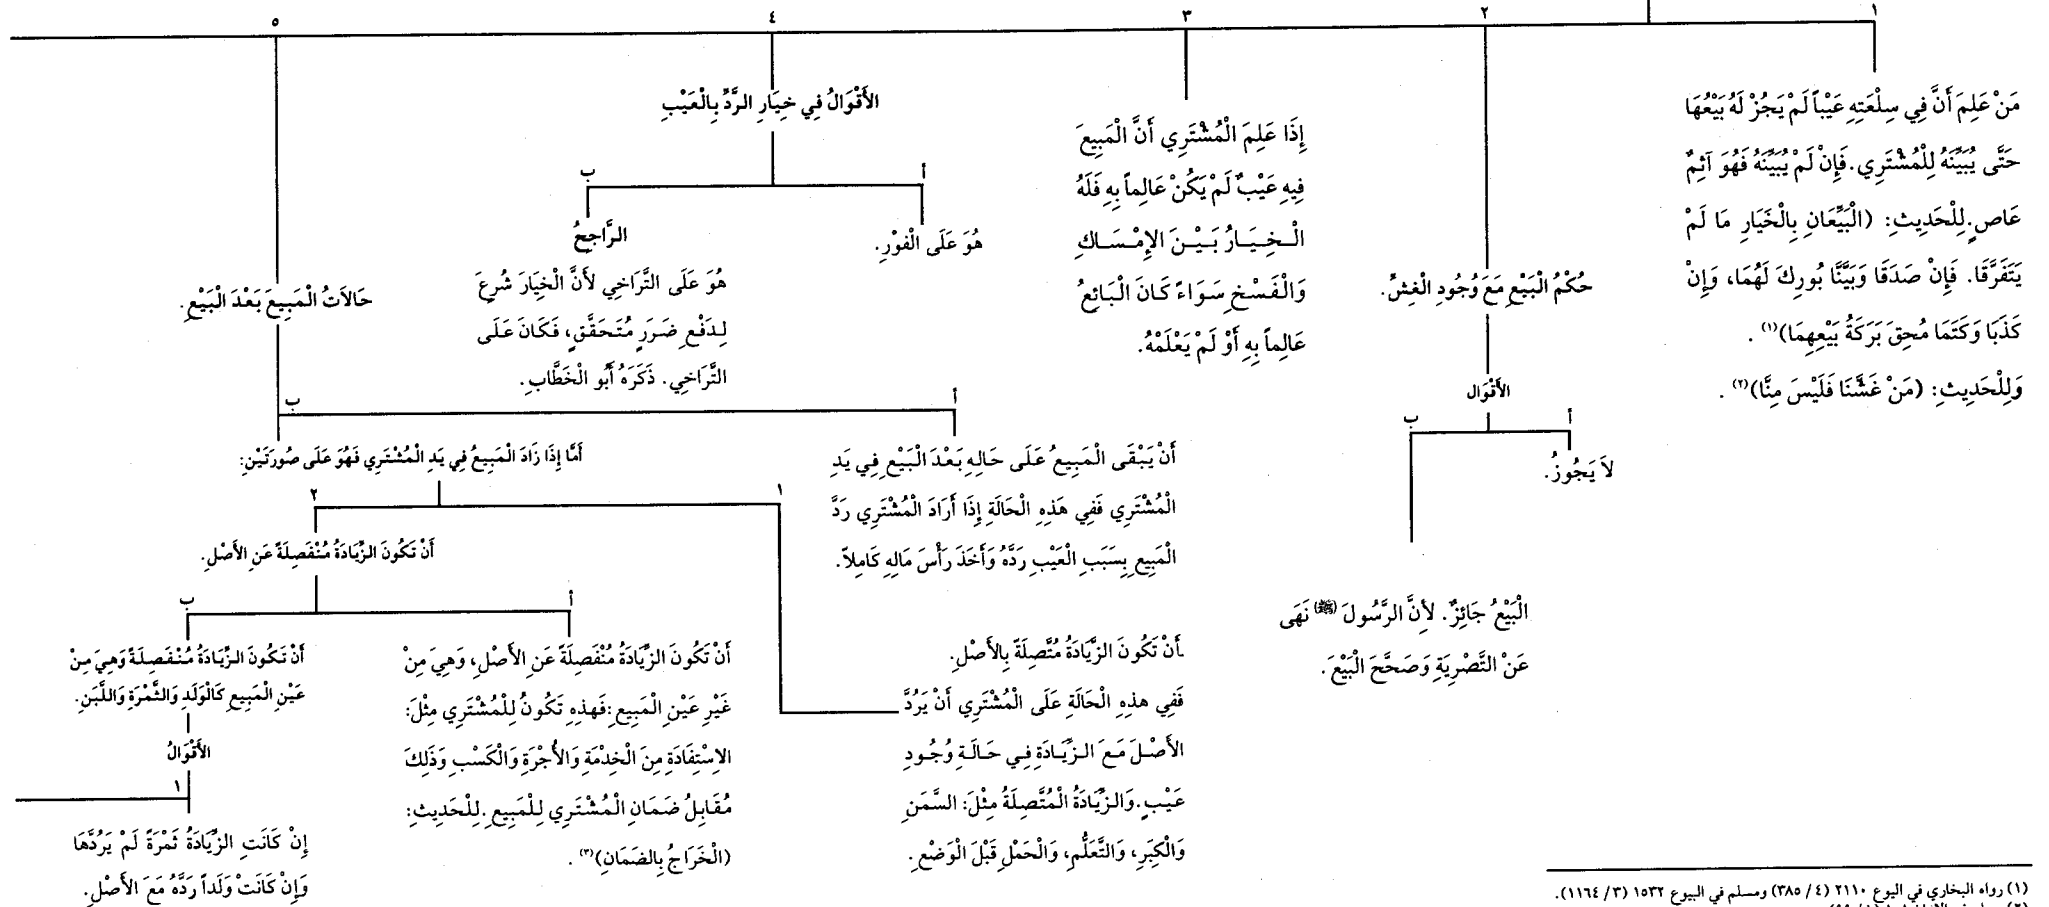 ١
مَنْ عَلِمَ أَنَّ فِي سِلْعَتِهِ عَيْباً لَمْ يَجُزْ لَهُ بَيْعُهَا
حَتَّى يُبَيِّنَهُ لِلْمُشْتَرِي. فَإِنْ لَمْ يُبَيِّنْهُ فَهُوَ آثِمٌ
عَاصٍ. لِلْحَدِيثِ: (الْبَيِّعَانِ بِالْخَيَارِ مَا لَمْ
يَتَفَرَّقَا. فَإِنْ صَدَقَا وَبَيَّنَا بُورِكَ لَهُمَا، وَإِنْ
كَذَبَا وَكَتَمَا مُحِقَ بَرَكَةُ بَيْعِهِمَا)(١) .
وَلِلْحَدِيثِ: (مَنْ غَشَّنَا فَلَيْسَ مِنَّا)(٢) .
٢
حُكْمُ الْبَيْعِ مَعَ وُجُودِ الْغِشِّ.
الأَقْوَال
أ
لاَ يَجُوزُ.
ب
الْبَيْعُ جَائِزٌ. لأَنَّ الرَّسُولَ (ﷺ) نَهَى
عَنْ التَّصْرِيَةِ وَصَحَّحَ الْبَيْعَ.
٣
إِذَا عَلِمَ الْمُشْتَرِي أَنَّ الْمَبِيعَ
فِيهِ عَيْبٌ لَمْ يَكُنْ عَالِماً بِهِ فَلَهُ
الْخِيَارُ بَيْنَ الإِمْسَاكِ
وَالْفَسْخِ سَوَاءً كَانَ الْبَائِعُ
عَالِماً بِهِ أَوْ لَمْ يَعْلَمْهُ.
٤
الأَقْوَالُ فِي خِيَارِ الرَّدِّ بِالْعَيْبِ
أ
هُوَ عَلَى الْفَوْرِ.
ب
الرَّاجِحُ
هُوَ عَلَى التَّرَاخِي لأَنَّ الْخِيَارَ شُرِعَ
لِدَفْعِ ضَرَرٍ مُتَحَقَّقٍ، فَكَانَ عَلَى
التَّرَاخِي. ذَكَرَهُ أَبُو الْخَطَّابِ.
٥
حَالاَتُ الْمَبِيعِ بَعْدَ الْبَيْعِ.
أ
أَنْ يَبْقَى الْمَبِيعُ عَلَى حَالِهِ بَعْدَ الْبَيْعِ فِي يَدِ
الْمُشْتَرِي فَفِي هَذِهِ الْحَالَةِ إِذَا أَرَادَ الْمُشْتَرِي رَدَّ
الْمَبِيعِ بِسَبَبِ الْعَيْبِ رَدَّهُ وَأَخَذَ رَأْسَ مَالِهِ كَامِلاً.
ب
أَمَّا إِذَا زَادَ الْمَبِيعُ فِي يَدِ الْمُشْتَرِي فَهُوَ عَلَى صُورَتَيْنِ:
١
أَنْ تَكُونَ الزِّيَادَةُ مُتَّصِلَةً بِالأَصْلِ.
فَفِي هذِهِ الْحَالَةِ عَلَى الْمُشْتَرِي أَنْ يَرُدَّ
الأَصْلَ مَعَ الزِّيَادَةِ فِي حَالَةِ وُجُودِ
عَيْبٍ. وَالزِّيَادَةُ الْمُتَّصِلَةُ مِثْلَ: السَّمَنِ
وَالْكِبَرِ، وَالتَّعَلُّمِ، وَالْحَمْلِ قَبْلَ الْوَضْعِ.
٢
أَنْ تَكُونَ الزِّيَادَةُ مُنْفَصِلَةً عَنِ الأَصْلِ.
أ
أَنْ تَكُونَ الزِّيَادَةُ مُنْفَصِلَةً عَنِ الأَصْلِ، وَهِيَ مِنْ
غَيْرِ عَيْنِ الْمَبِيعِ: فَهذِهِ تَكُونُ لِلْمُشْتَرِي مِثْلَ:
الاِسْتِفَادَةِ مِنَ الْخِدْمَةِ وَالأُجْرَةِ وَالْكَسْبِ وَذَلِكَ
مُقَابِلُ ضَمَانِ الْمُشْتَرِي لِلْمَبِيعِ. لِلْحَدِيثِ:
(الْخَرَاجُ بِالضَمَانِ)(٣) .
ب
أَنْ تَكُونَ الزِّيَادَةُ مُنْفَصِلَةً وَهِيَ مِنْ
عَيْنِ الْمَبِيعِ كَالْوَلَدِ وَالثَّمْرَةِ وَاللَّبَنِ.
الأَقْوَالُ
١
إِنْ كَانَتِ الزِّيَادَةُ ثَمْرَةً لَمْ يَرُدَّهَا
وَإِنْ كَانَتْ وَلَداً رَدَّهُ مَعَ الأَصْلِ.
(١) رواه البخاري في اليوع ٢١١٠ (٤/ ٣٨٥) ومسلم في البيوع ١٥٣٢ (٣/ ١١٦٤).